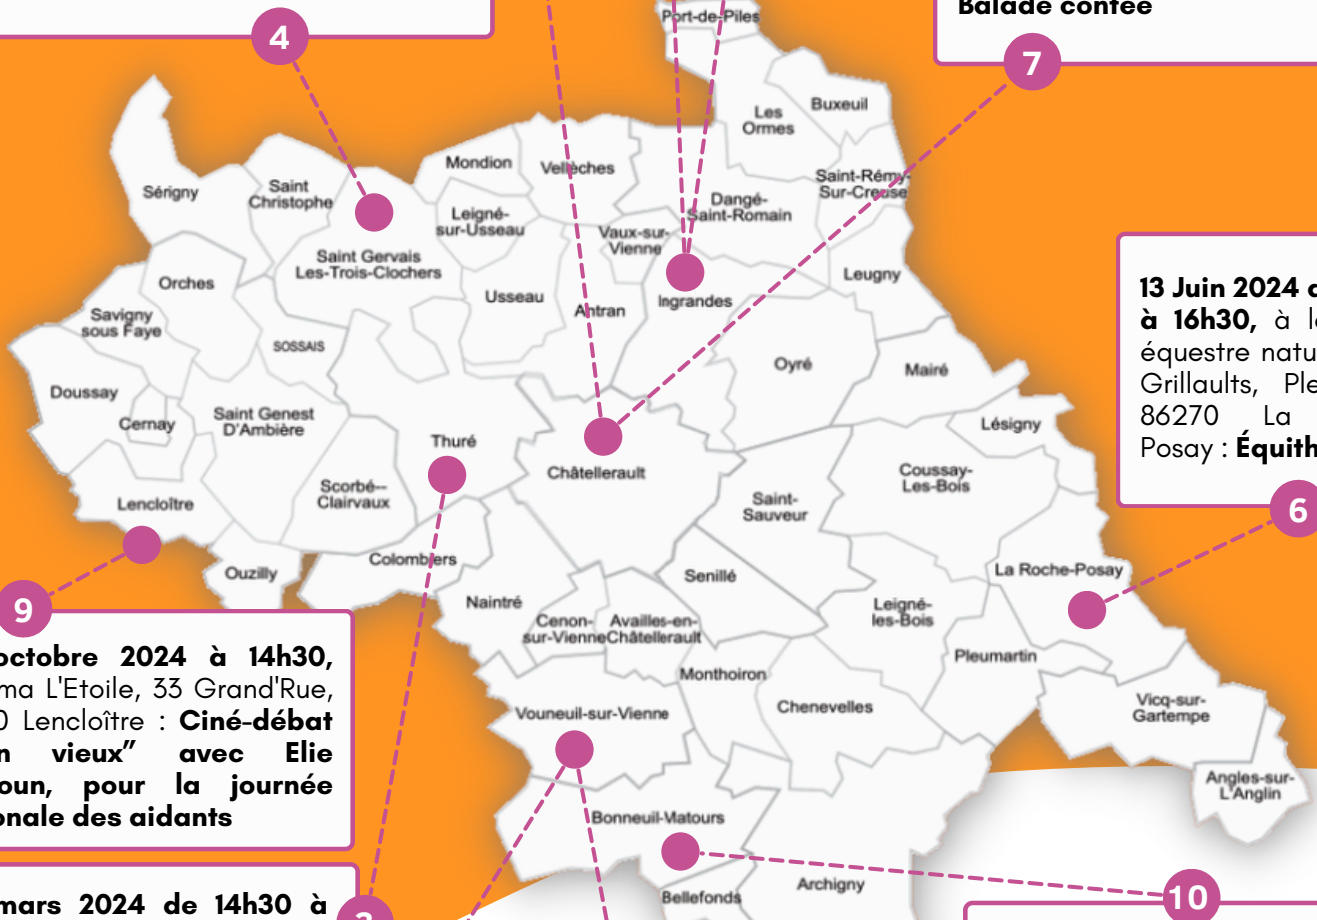 Balade contée
4
7
Port-de-Piles
Les
Ormes
Buxeuil
Mondion
Vellèches
Sérigny
Saint
Christophe
Saint-Rémy-
Sur-Creuse
Leigné-
sur-Usseau
Dangé-
Saint-Romain
Vaux-sur-
Vienne
Saint Gervais
Les-Trois-Clochers
Orches
Leugny
Usseau
Antran
Ingrandes
Savigny
sous Faye
SOSSAIS
Oyré
Mairé
Doussay
Cernay
Saint Genest
D'Ambière
Lésigny
Thuré
Châtellerault
Coussay-
Les-Bois
Scorbé--
Clairvaux
Lencloître
Saint-
Sauveur
Colombiers
Ouzilly
Senillé
La Roche-Posay
Naintré
Cenon-
sur-Vienne
Availles-en-
Châtellerault
Leigné-
les-Bois
Pleumartin
Monthoiron
Vouneuil-sur-Vienne
Chenevelles
Vicq-sur-
Gartempe
Angles-sur-
L'Anglin
Bonneuil-Matours
Bellefonds
Archigny
13 Juin 2024
à 16h30, à
équestre
Grillaults,
86270 La
Posay :
6
9
octobre 2024 à 14h30,
L'Etoile, 33 Grand'Rue,
Lencloître : Ciné-débat
vieux” avec Elie
pour la journée
des aidants
mars 2024 de 14h30 à
10